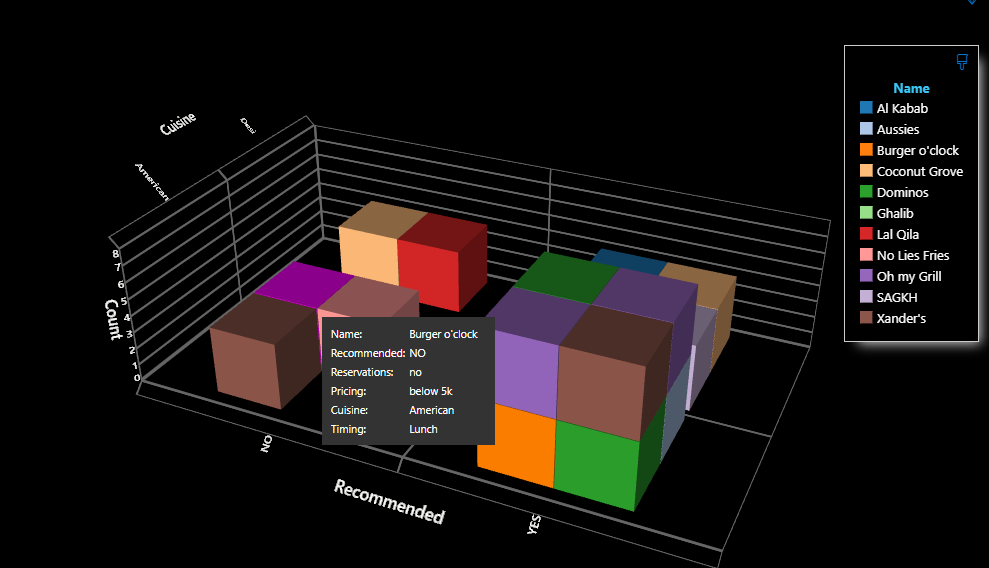 Cuisine
Desi
American
8
7
6
5
4
3
2
1
0
Count
NO
Recommended
YES
Name: Burger o'clock
Recommended: NO
Reservations: no
Pricing: below 5k
Cuisine: American
Timing: Lunch
Name
Al Kabab
Aussies
Burger o'clock
Coconut Grove
Dominos
Ghalib
Lal Qila
No Lies Fries
Oh my Grill
SAGKH
Xander's